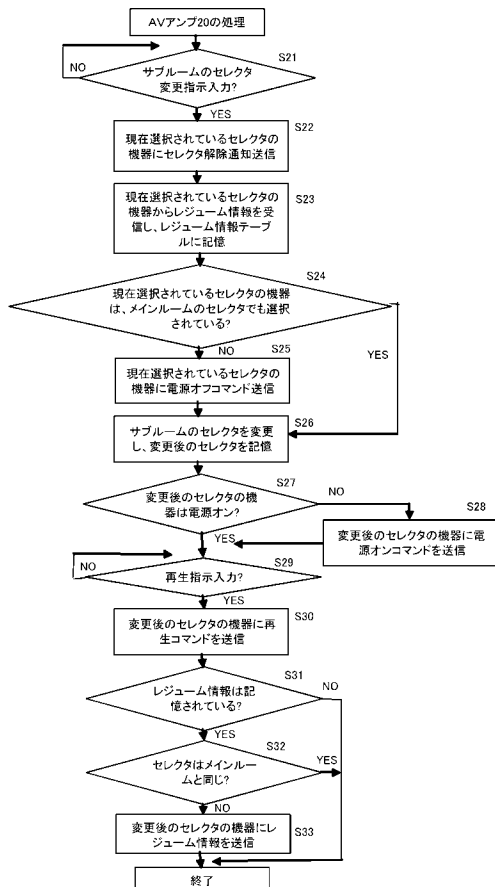 AVアンプ20の処理
S21
NO
サブルームのセレクタ
変更指示入力?
YES
S22
現在選択されているセレクタの
機器にセレクタ解除通知送信
S23
現在選択されているセレクタの
機器からレジューム情報を受
信し、レジューム情報テーブ
ルに記憶
S24
現在選択されているセレクタの機器
は、メインルームのセレクタでも選択
されている?
NO
S25
YES
現在選択されているセレクタの
機器に電源オフコマンド送信
S26
サブルームのセレクタを変更
し、変更後のセレクタを記憶
S27
変更後のセレクタの機
器は電源オン?
NO
S28
YES
変更後のセレクタの機器に電
源オンコマンドを送信
S29
NO
再生指示入力?
YES
S30
変更後のセレクタの機器に再
生コマンドを送信
S31
レジューム情報は記
憶されている?
NO
YES
S32
セレクタはメインルー
ムと同じ?
YES
NO
S33
変更後のセレクタの機器にレ
ジューム情報を送信
終了